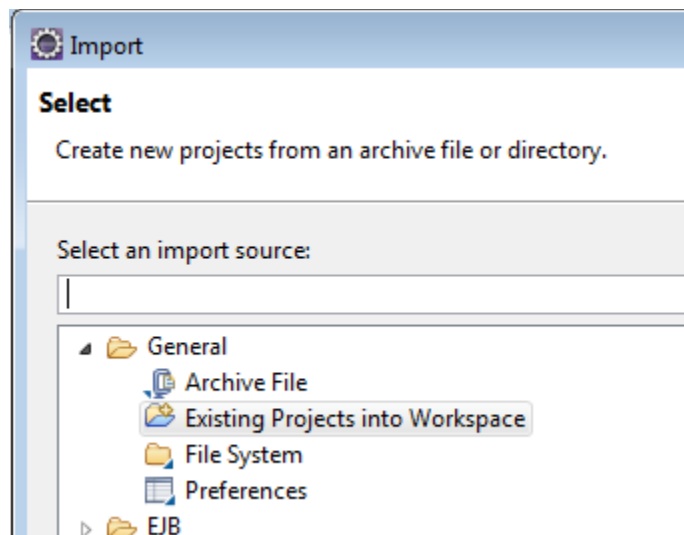 Import
Select
Create new projects from an archive file or directory.
Select an import source:
General
Archive File
Existing Projects into Workspace
File System
Preferences
EJB